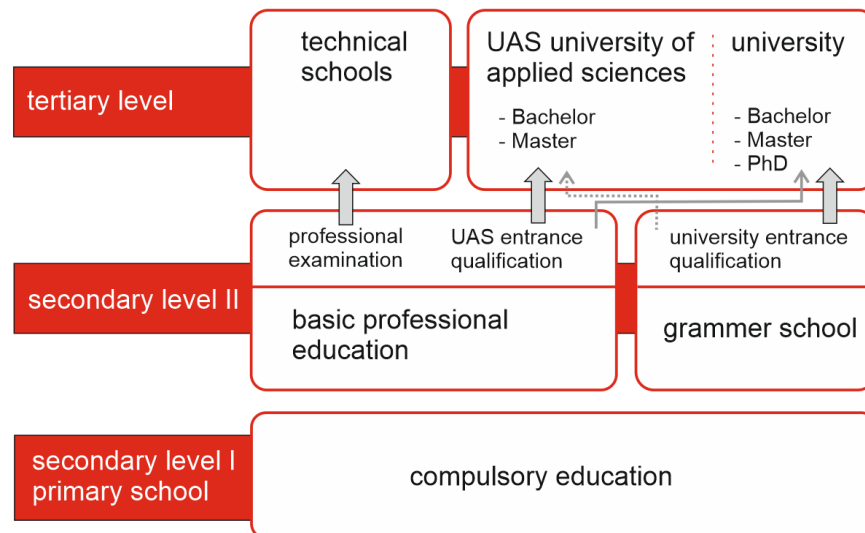 technical
schools
UAS university of
applied sciences
university
tertiary level
- Bachelor
- Master
- Bachelor
- Master
- PhD
professional
examination
UAS entrance
qualification
university entrance
qualification
secondary level II
basic professional
education
grammer school
secondary level I
primary school
compulsory education